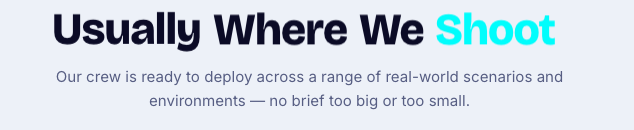 Usually Where We Shoot
Our crew is ready to deploy across a range of real-world scenarios and
environments — no brief too big or too small.